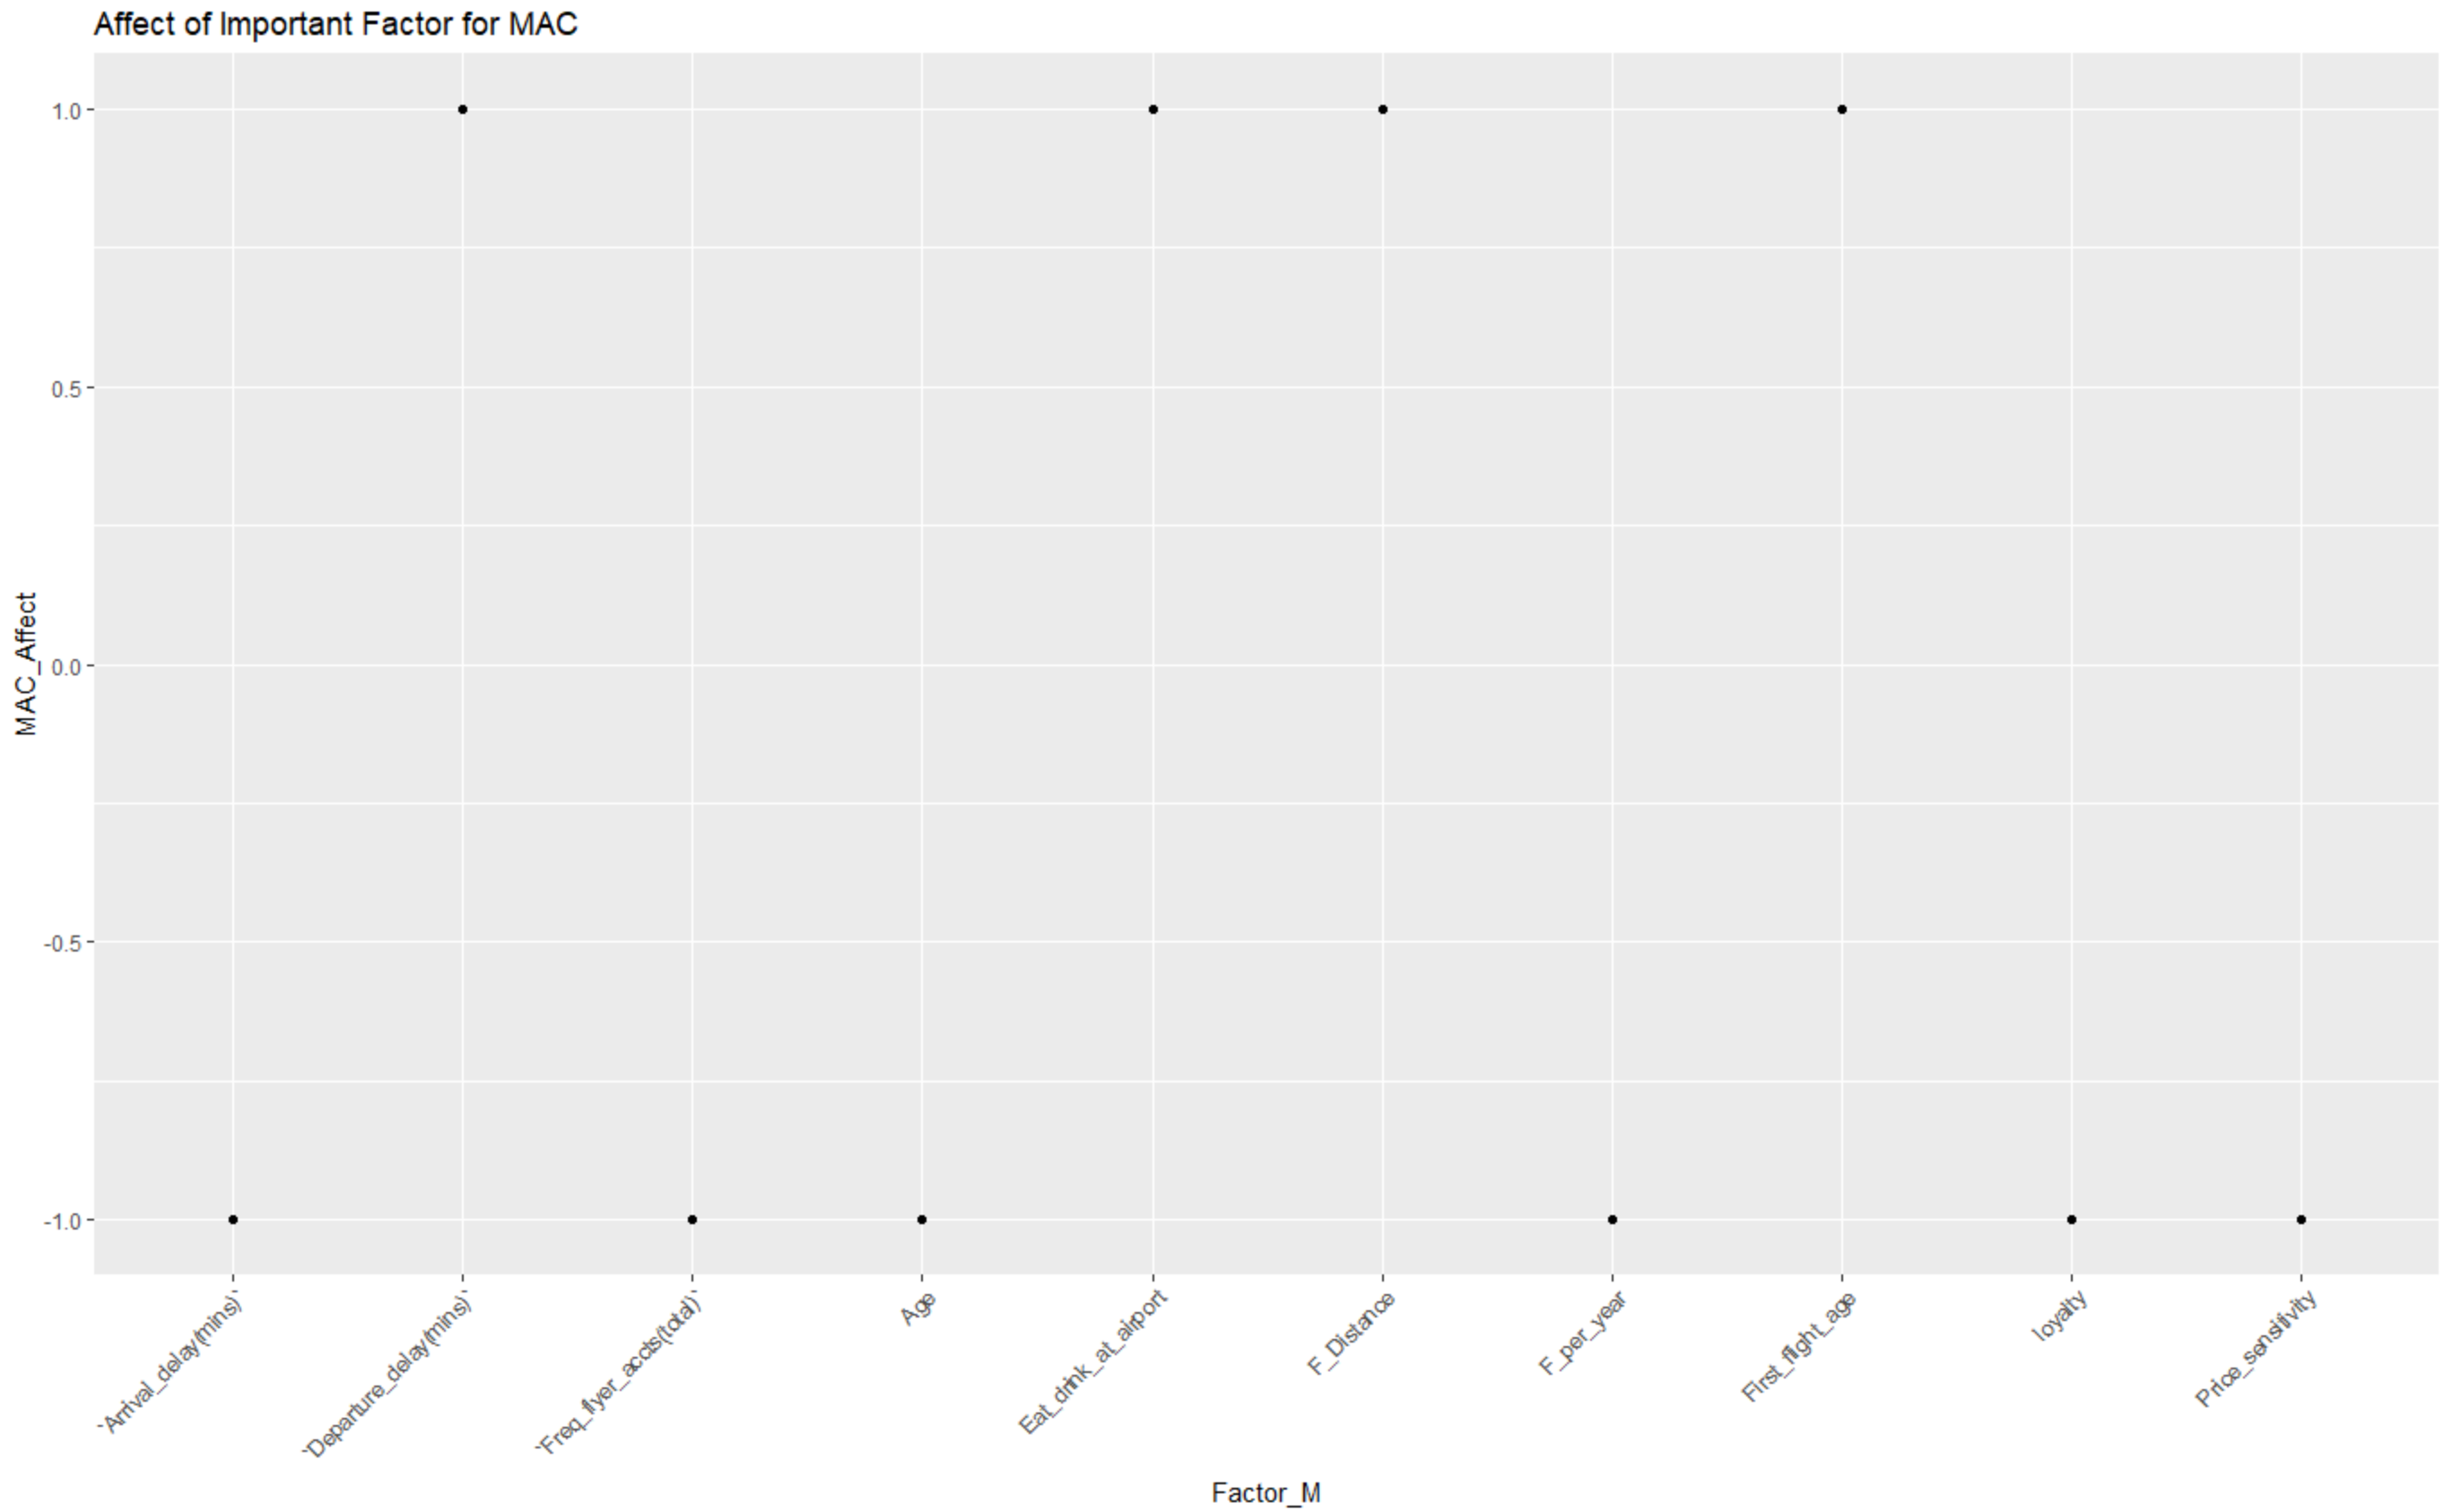 Affect of Important Factor for MAC
MAC_Affect
1.0
0.5
0.0
-0.5
-1.0
`Arrival_delay(mins)`
`Departure_delay(mins)`
`Freq_flyer_accts(total)`
Age
Eat_drink_at_airport
F_Distance
F_per_year
First_flight_age
loyalty
Price_sensitivity
Factor_M